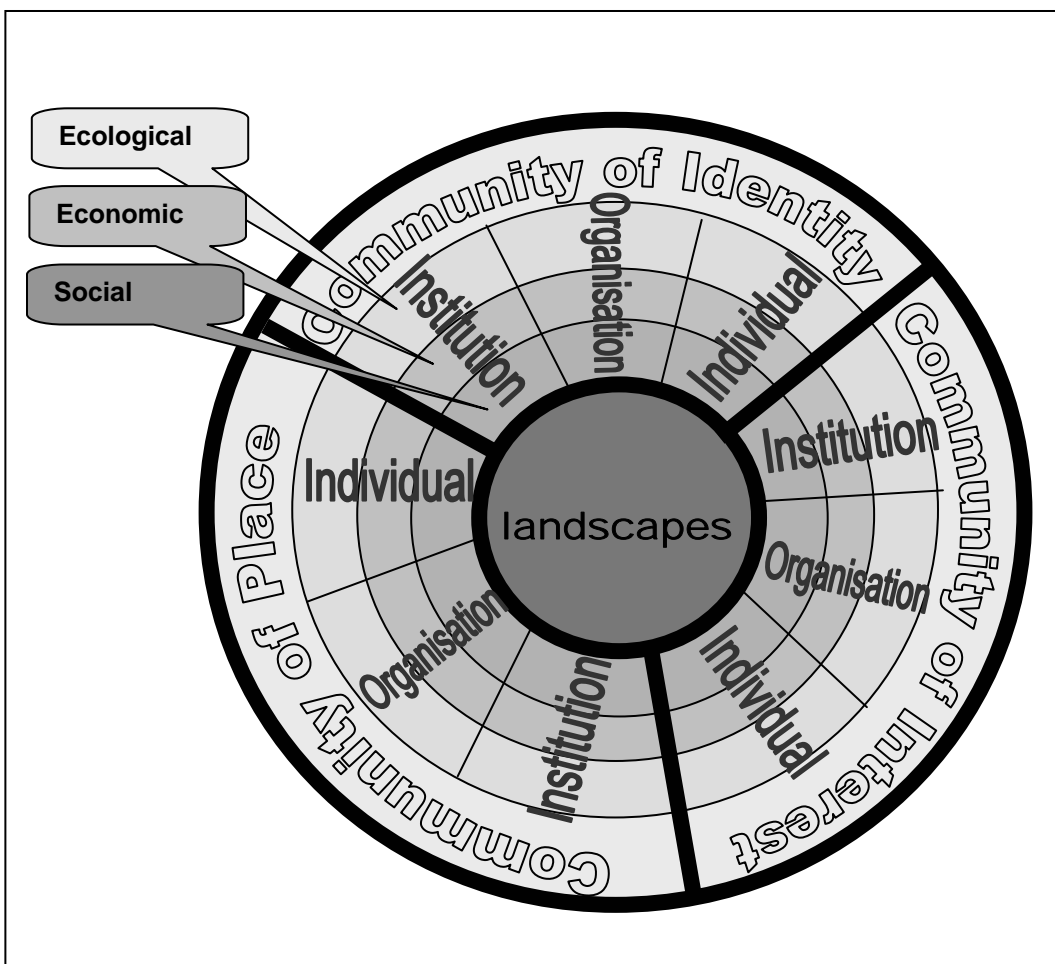 Ecological
Economic
Social
Community of Identity
Institution
Organisation
Individual
Community of Interest
Institution
Organisation
Individual
Community of Place
Individual
Organisation
Institution
landscapes